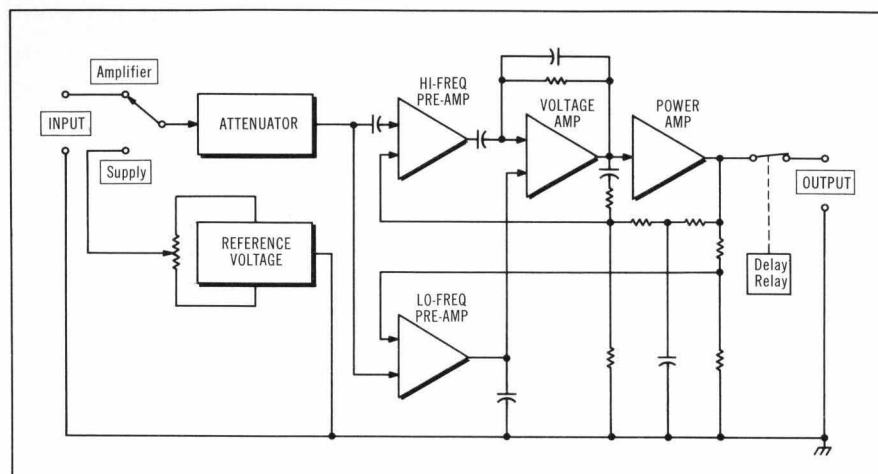 Amplifier
INPUT
Supply
ATTENUATOR
REFERENCE
VOLTAGE
HI-FREQ
PRE-AMP
LO-FREQ
PRE-AMP
VOLTAGE
AMP
POWER
AMP
OUTPUT
Delay
Relay